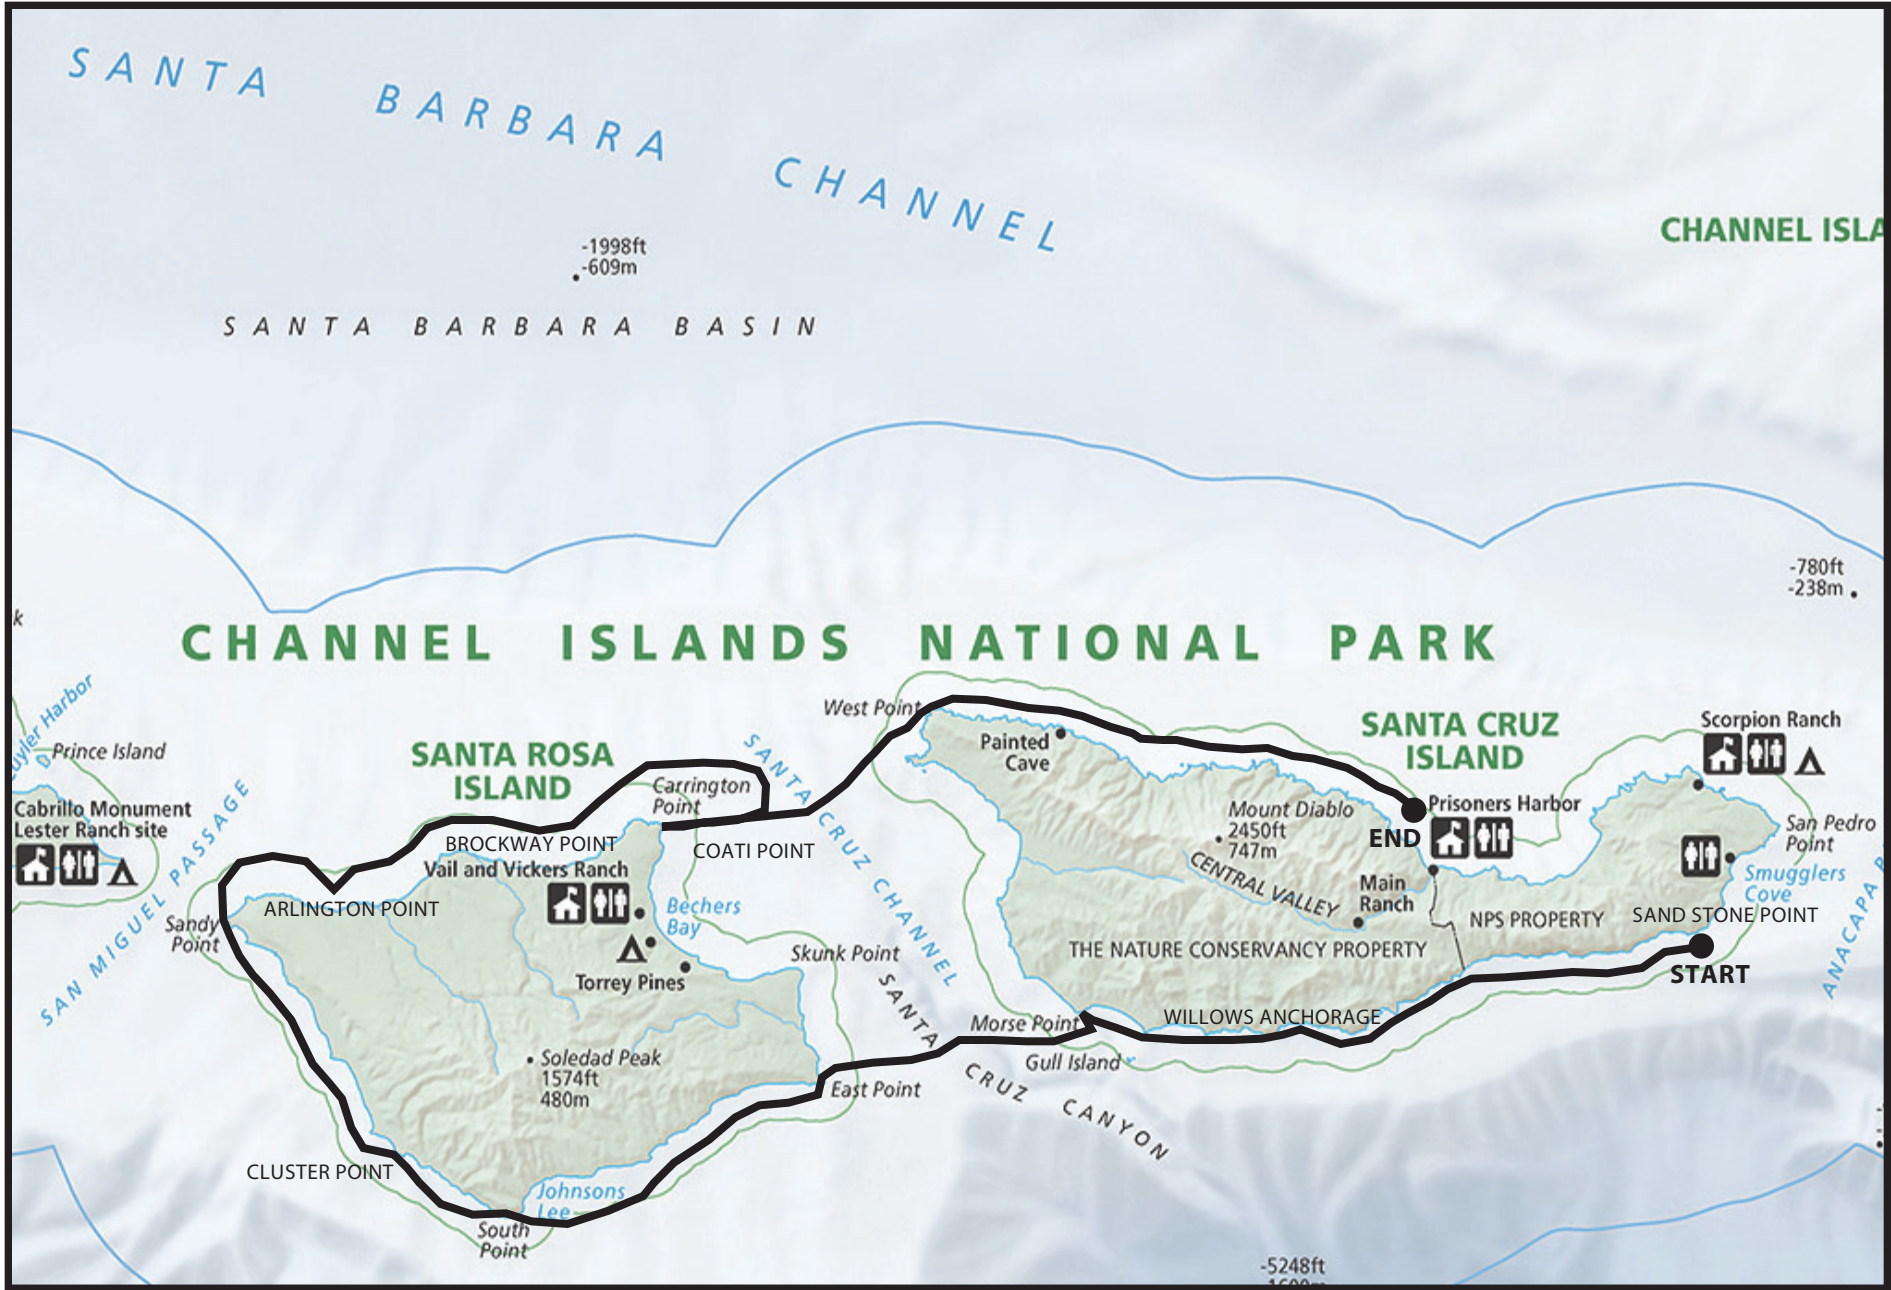 SANTA BARBARA CHANNEL
-1998ft
-609m
CHANNEL ISLA
SANTA BARBARA BASIN
-780ft
-238m
k
CHANNEL ISLANDS NATIONAL PARK
uyler Harbor
Prince Island
Cabrillo Monument
Lester Ranch site
SAN MIGUEL PASSAGE
SANTA ROSA
ISLAND
Carrington
Point
BROCKWAY POINT
COATI POINT
Vail and Vickers Ranch
ARLINGTON POINT
Sandy
Point
Bechers
Bay
Torrey Pines
Skunk Point
Soledad Peak
1574ft
480m
East Point
CLUSTER POINT
Johnsons
Lee
South
Point
SANTA CRUZ CHANNEL
SANTA CRUZ CANYON
West Point
Painted
Cave
SANTA CRUZ
ISLAND
Scorpion Ranch
Mount Diablo
2450ft
747m
Prisoners Harbor
END
San Pedro
Point
CENTRAL VALLEY
Main
Ranch
Smugglers
Cove
NPS PROPERTY
SAND STONE POINT
THE NATURE CONSERVANCY PROPERTY
START
WILLOWS ANCHORAGE
Morse Point
Gull Island
ANACAPA
-5248ft